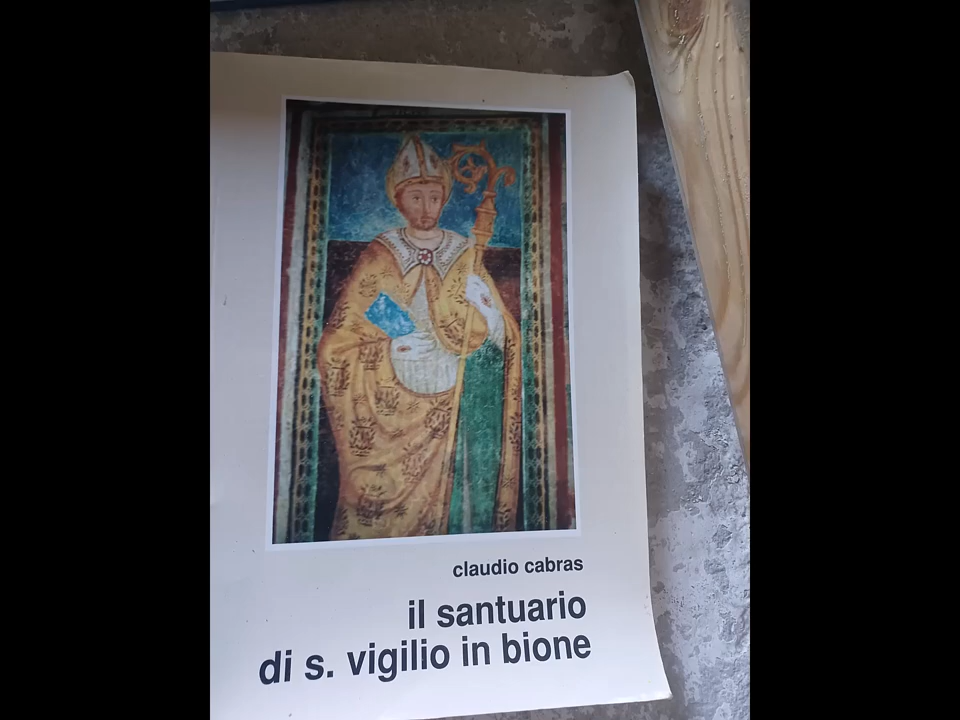 claudio cabras
il santuario
di s. vigilio in bione